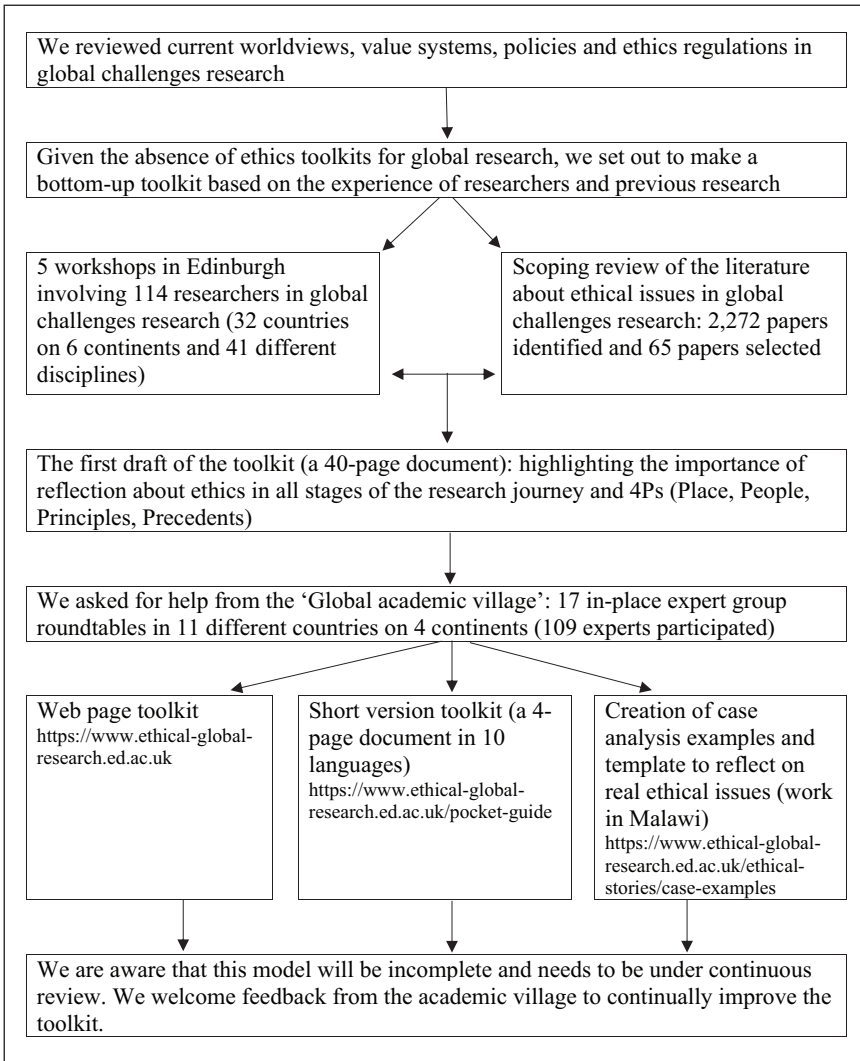 We reviewed current worldviews, value systems, policies and ethics regulations in
global challenges research
Given the absence of ethics toolkits for global research, we set out to make a
bottom-up toolkit based on the experience of researchers and previous research
5 workshops in Edinburgh
involving 114 researchers in global
challenges research (32 countries
on 6 continents and 41 different
disciplines)
Scoping review of the literature
about ethical issues in global
challenges research: 2,272 papers
identified and 65 papers selected
The first draft of the toolkit (a 40-page document): highlighting the importance of
reflection about ethics in all stages of the research journey and 4Ps (Place, People,
Principles, Precedents)
We asked for help from the ‘Global academic village’: 17 in-place expert group
roundtables in 11 different countries on 4 continents (109 experts participated)
Web page toolkit
https://www.ethical-global-
research.ed.ac.uk
Short version toolkit (a 4-
page document in 10
languages)
https://www.ethical-global-
research.ed.ac.uk/pocket-guide
Creation of case
analysis examples and
template to reflect on
real ethical issues (work
in Malawi)
https://www.ethical-global-
research.ed.ac.uk/ethical-
stories/case-examples
We are aware that this model will be incomplete and needs to be under continuous
review. We welcome feedback from the academic village to continually improve the
toolkit.